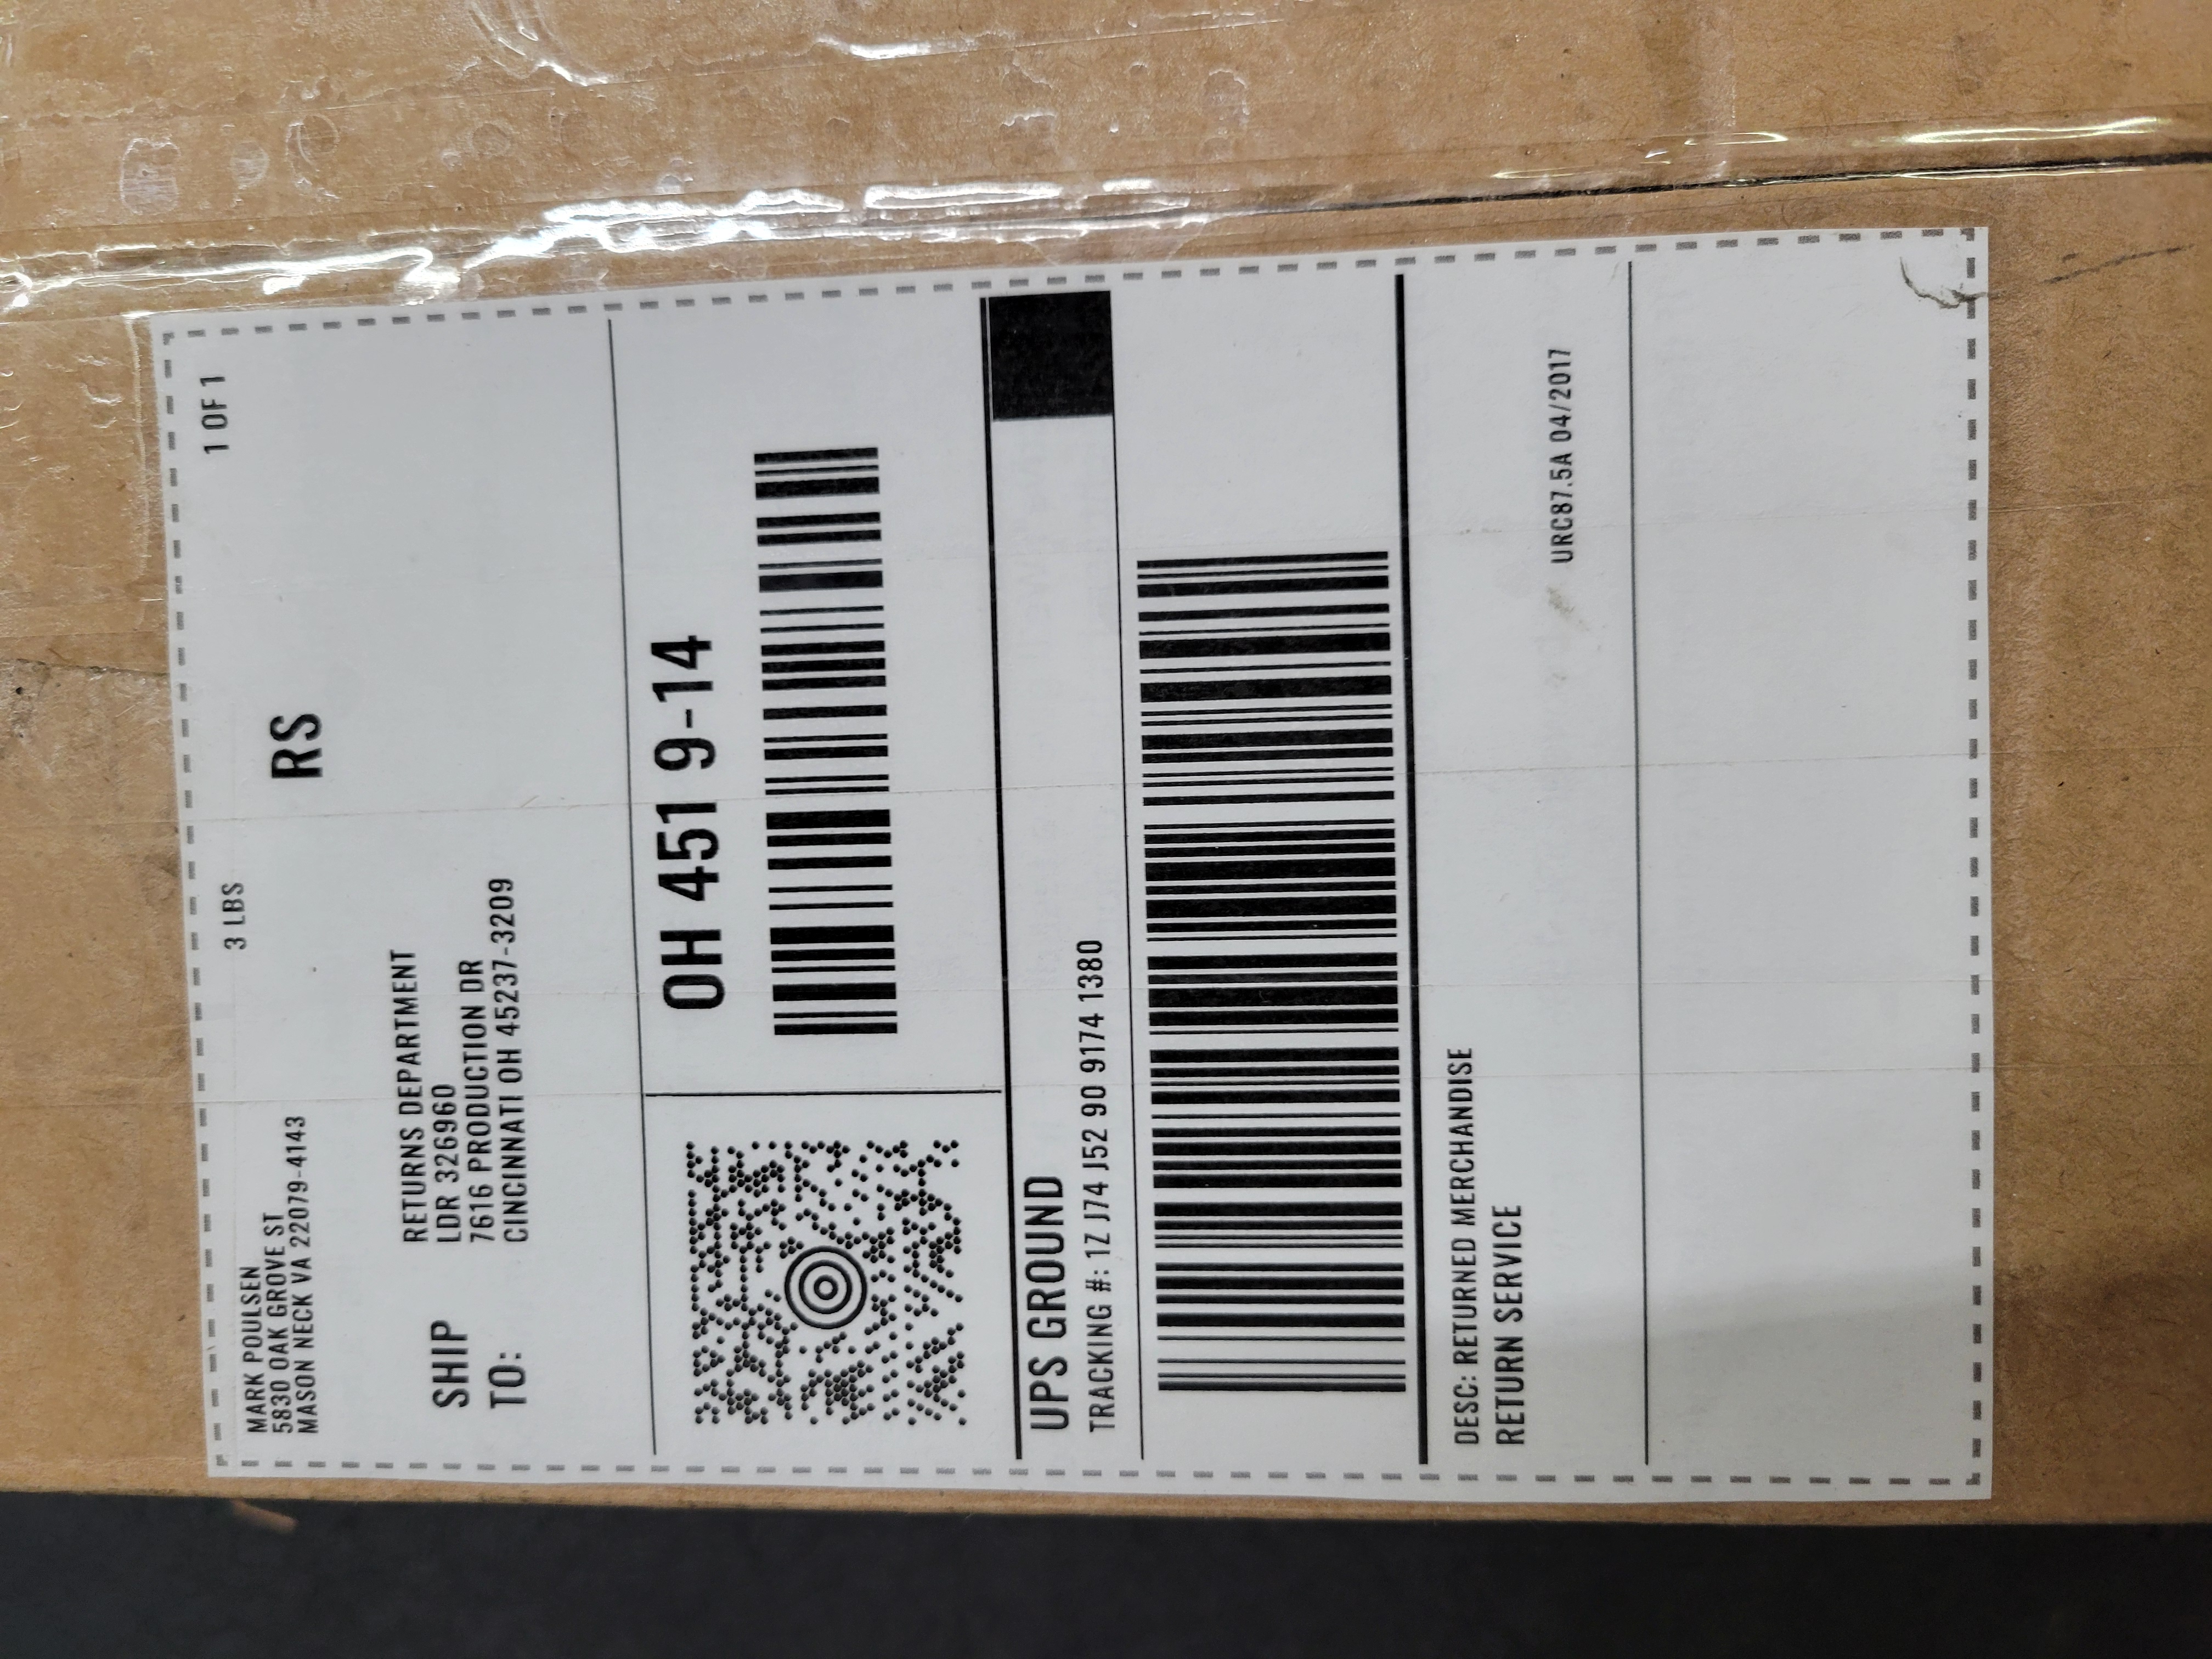 MARK POULSEN
5830 OAK GROVE ST
MASON NECK VA 22079-4143
3 LBS
1 OF 1
RS
SHIP
TO:
RETURNS DEPARTMENT
LDR 326960
7616 PRODUCTION DR
CINCINNATI OH 45237-3209
OH 451 9-14
UPS GROUND
TRACKING #: 1Z J74 J52 90 9174 1380
DESC: RETURNED MERCHANDISE
RETURN SERVICE
URC87.5A 04/2017